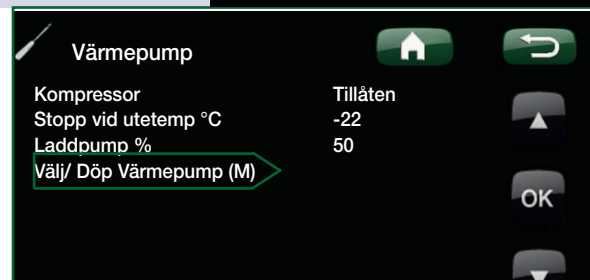 Värmepump
Kompressor Tillåten
Stopp vid utetemp °C -22
Laddpump % 50
Välj/ Döp Värmepump (M)
OK